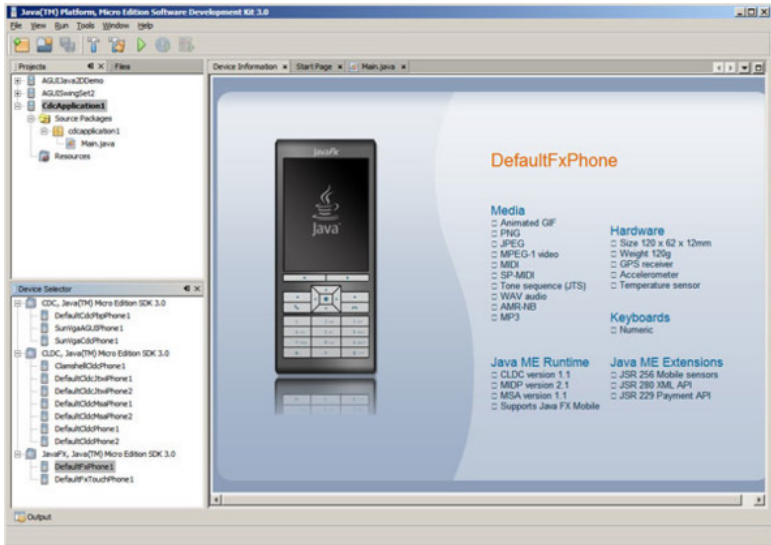 Java(TM) Platform, Micro Edition Software Development Kit 3.0
File View Run Tools Window Help
Projects Files
AGUIJava2DDemo
AGUISwingSet2
CdcApplication1
Source Packages
cdcapplication1
Main.java
Resources
Device Selector
CDC, Java(TM) Micro Edition SDK 3.0
DefaultCdcPbpPhone1
SunVgaAGUIPhone1
SunVgaCdcPhone1
CLDC, Java(TM) Micro Edition SDK 3.0
ClamshellCldcPhone1
DefaultCldcJtwiPhone1
DefaultCldcJtwiPhone2
DefaultCldcMsaPhone1
DefaultCldcMsaPhone2
DefaultCldcPhone1
DefaultCldcPhone2
JavaFX, Java(TM) Micro Edition SDK 3.0
DefaultFxPhone1
DefaultFxTouchPhone1
Device Information Start Page Main.java
JavaFX
Java
DefaultFxPhone
Media
Animated GIF
PNG
JPEG
MPEG-1 video
MIDI
SP-MIDI
Tone sequence (JTS)
WAV audio
AMR-NB
MP3
Hardware
Size 120 x 62 x 12mm
Weight 120g
GPS receiver
Accelerometer
Temperature sensor
Keyboards
Numeric
Java ME Runtime
CLDC version 1.1
MIDP version 2.1
MSA version 1.1
Supports Java FX Mobile
Java ME Extensions
JSR 256 Mobile sensors
JSR 280 XML API
JSR 229 Payment API
Output